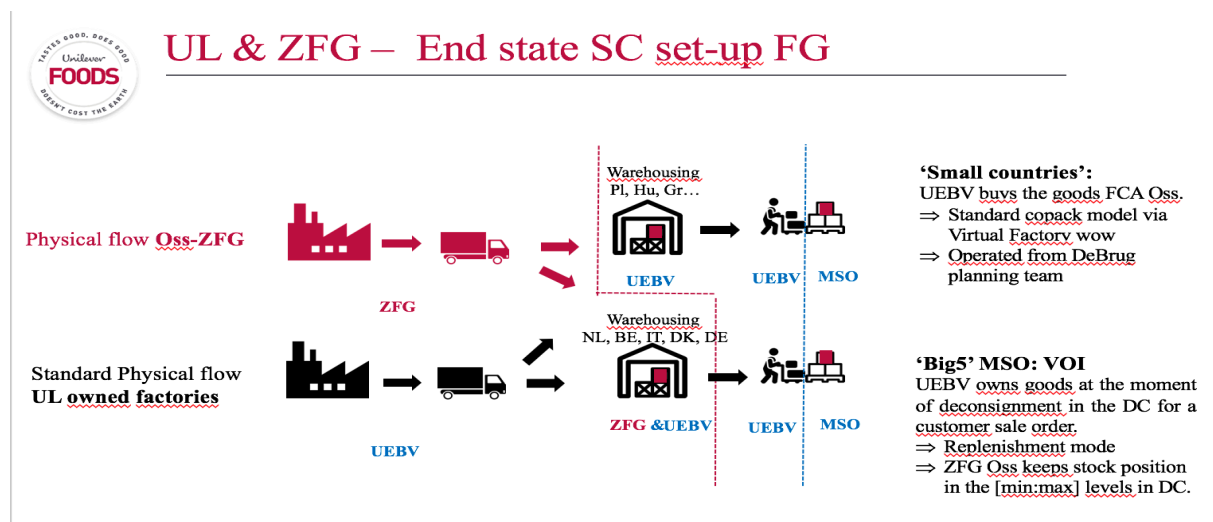 TASTES GOOD, DOES GOOD
Unilever
FOODS
DOESN'T COST THE EARTH
UL & ZFG – End state SC set-up FG
Physical flow Oss-ZFG
ZFG
Warehousing
Pl, Hu, Gr…
UEBV
UEBV
MSO
'Small countries':
UEBV buys the goods FCA Oss.
⇒ Standard copack model via
Virtual Factory wow
⇒ Operated from DeBrug
planning team
Standard Physical flow
UL owned factories
UEBV
Warehousing
NL, BE, IT, DK, DE
ZFG &UEBV
UEBV
MSO
'Big5' MSO: VOI
UEBV owns goods at the moment
of deconsignment in the DC for a
customer sale order.
⇒ Replenishment mode
⇒ ZFG Oss keeps stock position
in the [min:max] levels in DC.